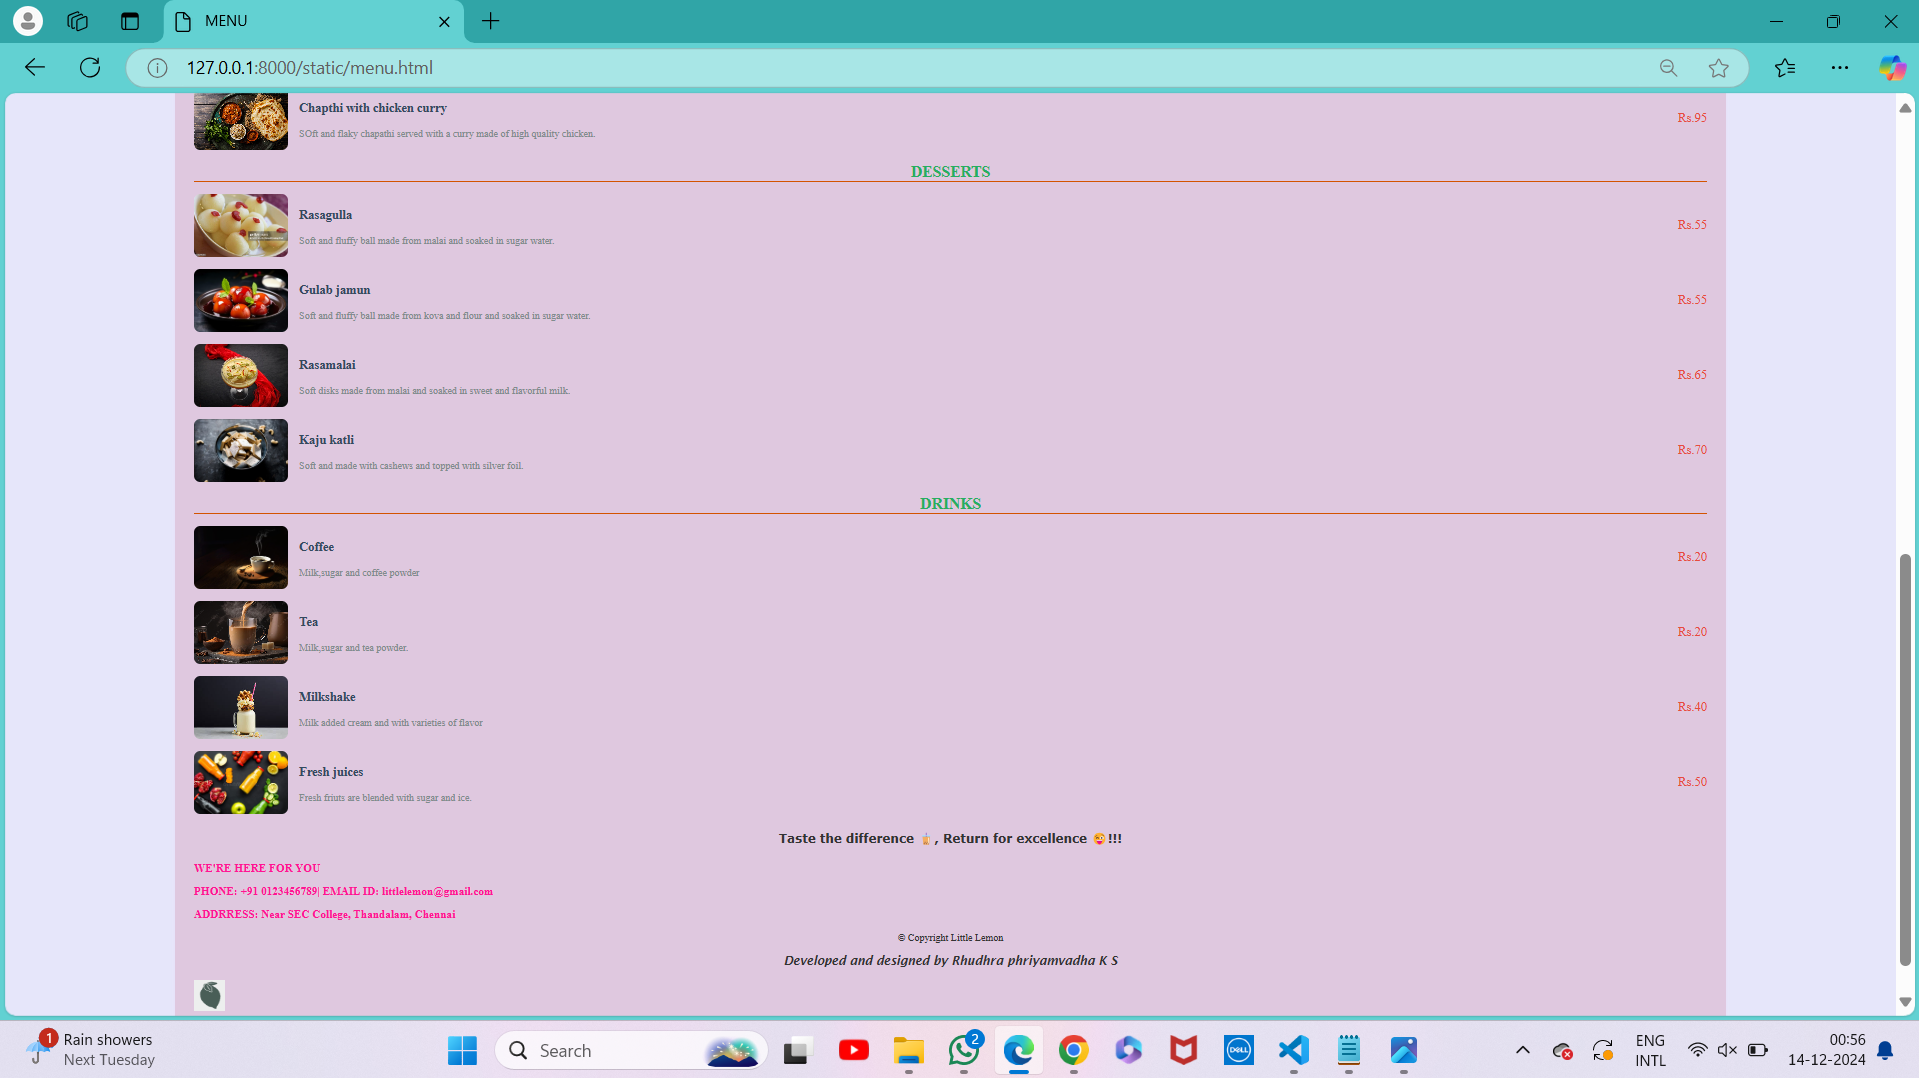 MENU
127.0.0.1:8000/static/menu.html
Chapthi with chicken curry
SOft and flaky chapathi served with a curry made of high quality chicken.
Rs.95
DESSERTS
Rasagulla
Soft and fluffy ball made from malai and soaked in sugar water.
Rs.55
Gulab jamun
Soft and fluffy ball made from kova and flour and soaked in sugar water.
Rs.55
Rasamalai
Soft disks made from malai and soaked in sweet and flavorful milk.
Rs.65
Kaju katli
Soft and made with cashews and topped with silver foil.
Rs.70
DRINKS
Coffee
Milk,sugar and coffee powder
Rs.20
Tea
Milk,sugar and tea powder.
Rs.20
Milkshake
Milk added cream and with varieties of flavor
Rs.40
Fresh juices
Fresh friuts are blended with sugar and ice.
Rs.50
Taste the difference 🧋, Return for excellence 😜!!!
WE'RE HERE FOR YOU
PHONE: +91 0123456789| EMAIL ID: littlelemon@gmail.com
ADDRRESS: Near SEC College, Thandalam, Chennai
© Copyright Little Lemon
Developed and designed by Rhudhra phriyamvadha K S
1
Rain showers
Next Tuesday
Search
2
DELL
ENG
INTL
00:56
14-12-2024